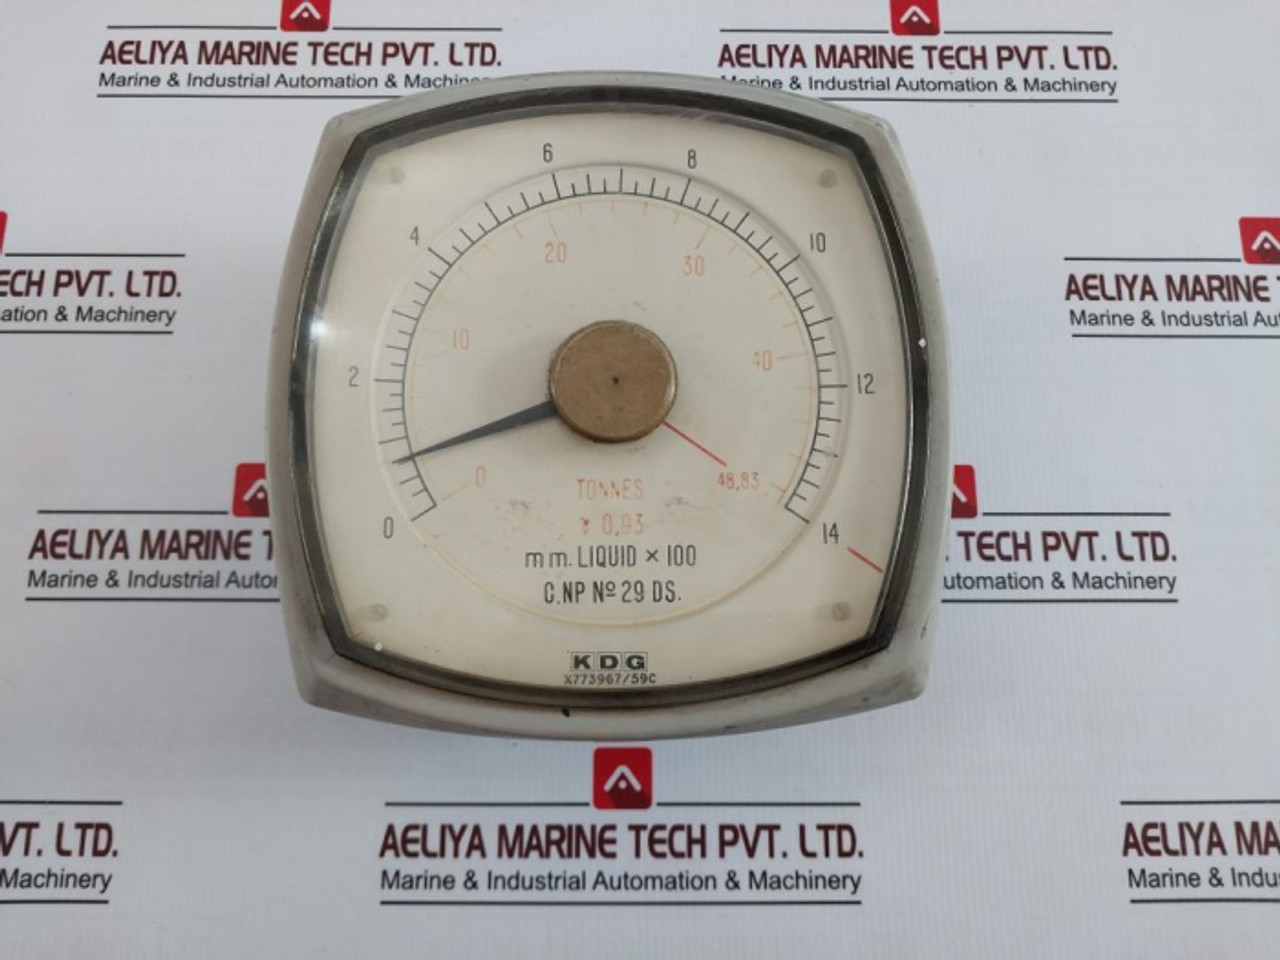 AELIYA MARINE TECH PVT. LTD.
Marine & Industrial Automation & Machine
AELIYA MARINE TECH PVT. LTD.
Marine & Industrial Automation & Machinery
ECH PVT. LTD.
ation & Machinery
AELIYA MARINE T
Marine & Industrial Au
AELIYA MARINE T
Marine & Industrial Autor
TECH PVT. LTD.
utomation & Machinery
0
2
4
6
8
10
12
14
0
10
20
30
40
48,83
TONNES
γ 0,93
mm. LIQUID × 100
C.NP Nº 29 DS.
KDG
X773967/59C
VT. LTD.
Machinery
AELIYA MARINE TECH PVT. LTD.
Marine & Industrial Automation & Machinery
AELIYA MA
Marine & Indu